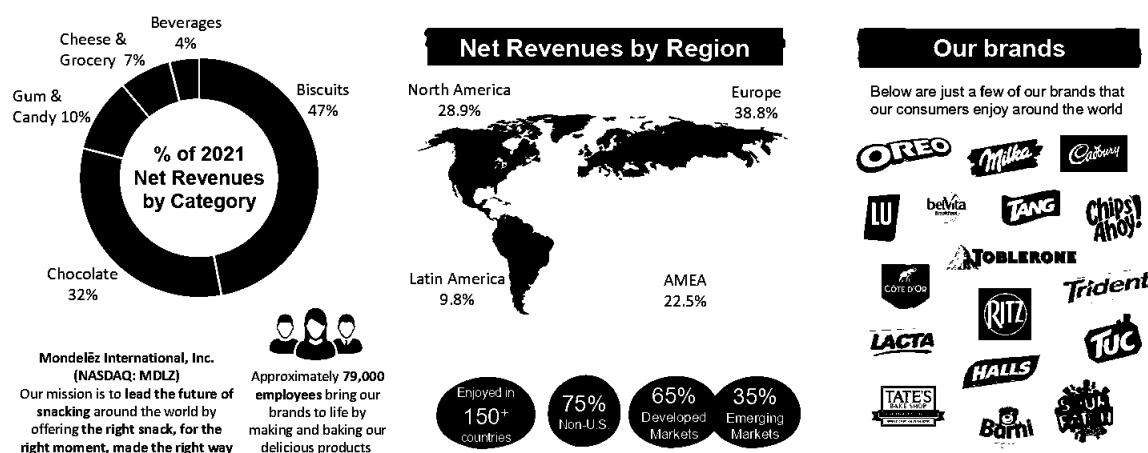 Beverages
4%
Cheese &
Grocery 7%
Gum &
Candy 10%
Biscuits
47%
% of 2021
Net Revenues
by Category
Chocolate
32%
Mondelēz International, Inc.
(NASDAQ: MDLZ)
Our mission is to lead the future of
snacking around the world by
offering the right snack, for the
right moment, made the right way
Approximately 79,000
employees bring our
brands to life by
making and baking our
delicious products
Net Revenues by Region
North America
28.9%
Europe
38.8%
Latin America
9.8%
AMEA
22.5%
Enjoyed in
150+
countries
75%
Non-U.S.
65%
Developed
Markets
35%
Emerging
Markets
Our brands
Below are just a few of our brands that
our consumers enjoy around the world
OREO
Milka
Cadbury
LU
belVita
Breakfast
TANG
Chips
Ahoy!
TOBLERONE
CÔTE D'OR
RITZ
Trident
LACTA
TUC
HALLS
TATE'S
BAKE SHOP
Barni
SOUR
PATCH